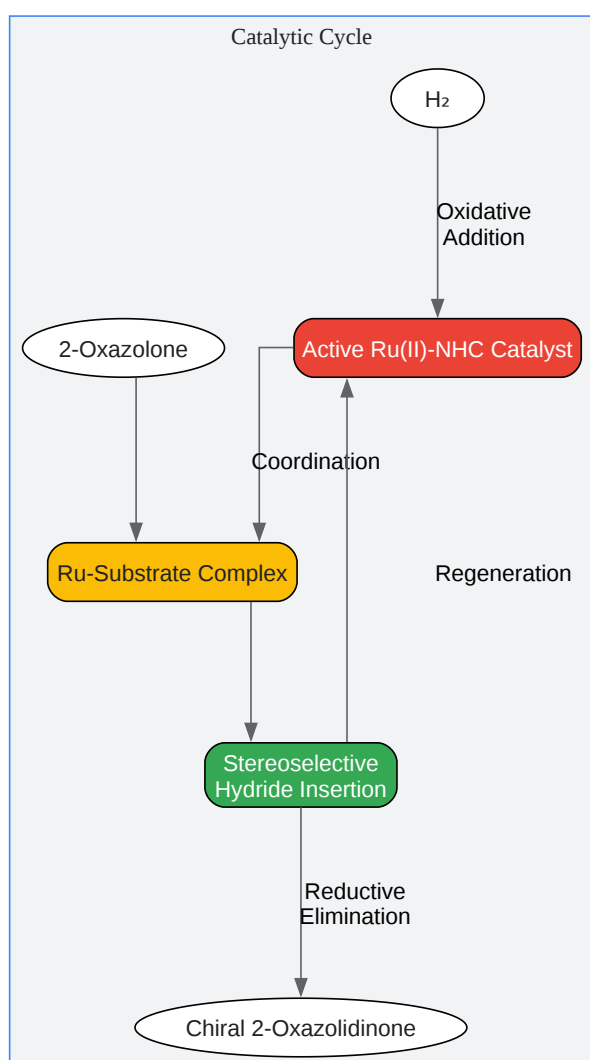 Catalytic Cycle
H₂
Oxidative
Addition
2-Oxazolone
Active Ru(II)-NHC Catalyst
Coordination
Ru-Substrate Complex
Regeneration
Stereoselective
Hydride Insertion
Reductive
Elimination
Chiral 2-Oxazolidinone